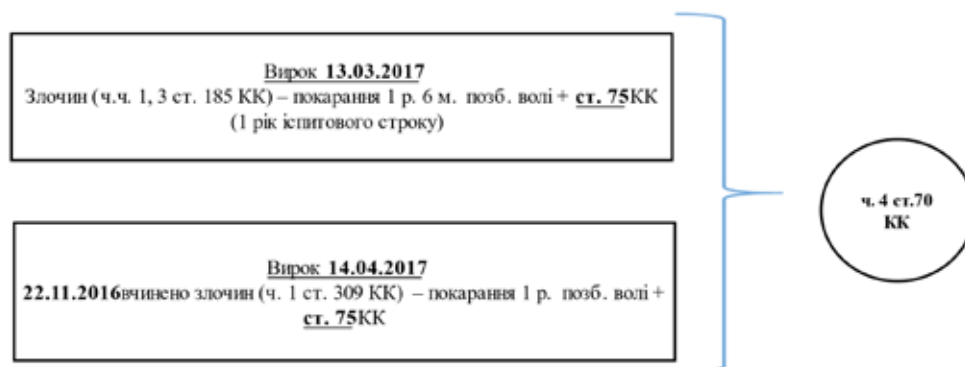 Вирок 13.03.2017
Злочин (ч.ч. 1, 3 ст. 185 КК) – покарання 1 р. 6 м. позб. волі + ст. 75КК
(1 рік іспитового строку)
ч. 4 ст.70
КК
Вирок 14.04.2017
22.11.2016вчинено злочин (ч. 1 ст. 309 КК) – покарання 1 р. позб. волі +
ст. 75КК